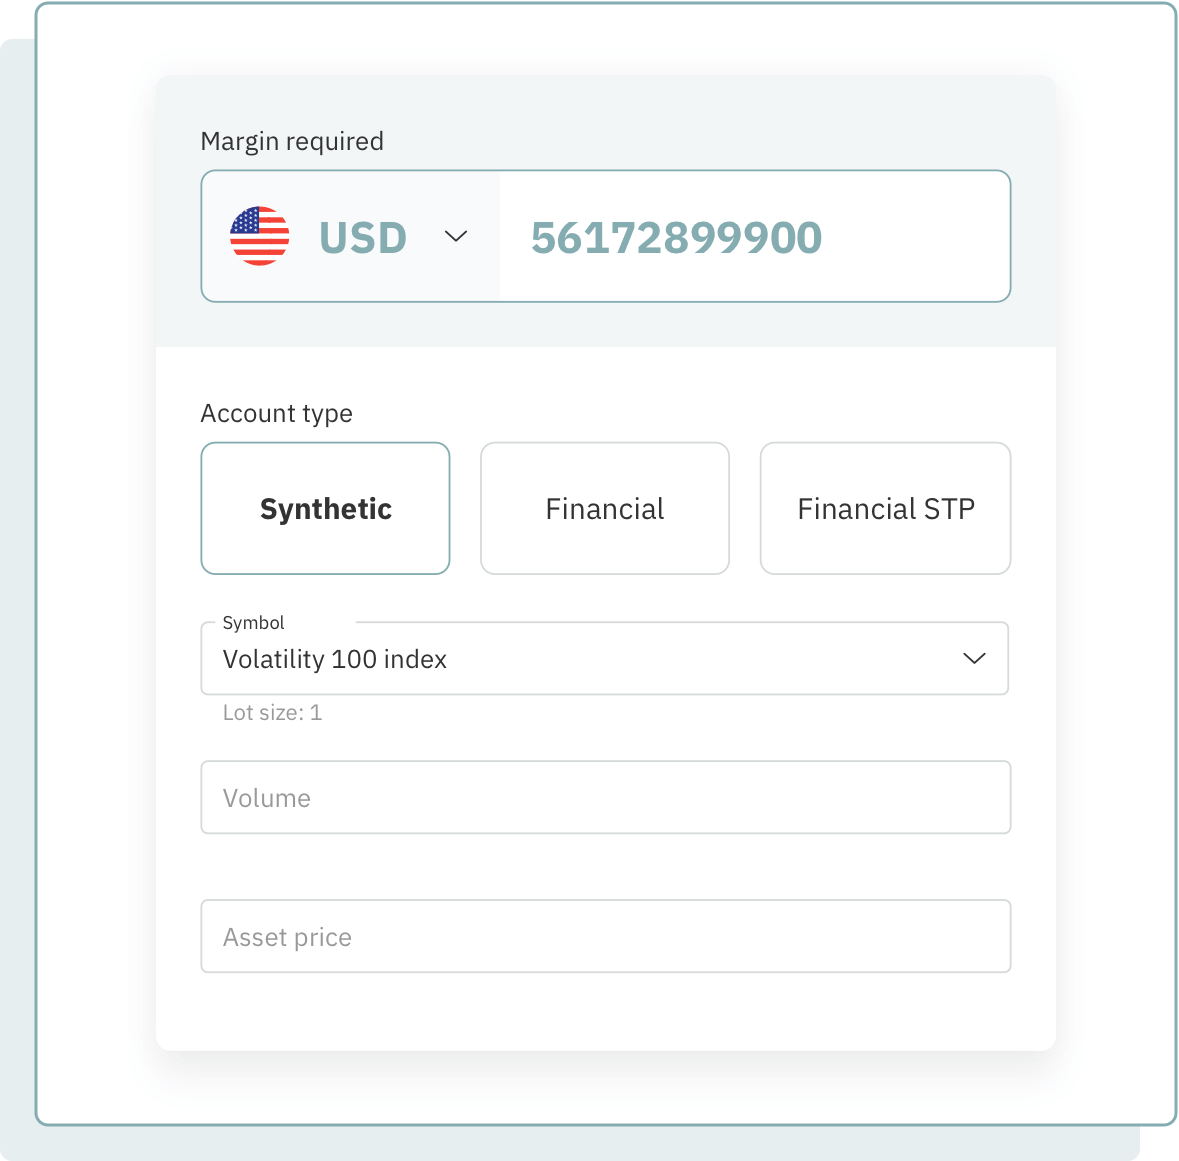 Margin required
USD 56172899900
Account type
Synthetic Financial Financial STP
Symbol
Volatility 100 index
Lot size: 1
Volume
Asset price